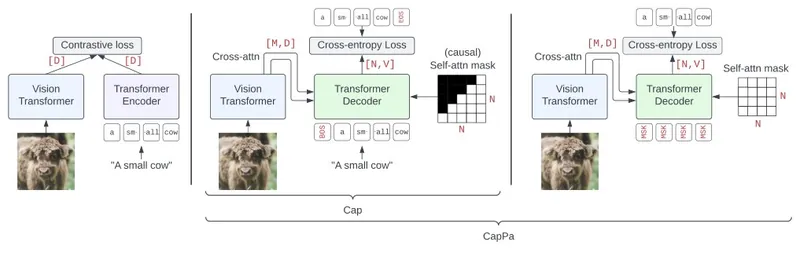 Contrastive loss
[D]
[D]
Vision
Transformer
Transformer
Encoder
a
sm·
·all
cow
"A small cow"
a
sm·
·all
cow
EOS
Cross-entropy Loss
[M,D]
Cross-attn
[N,V]
(causal)
Self-attn mask
Vision
Transformer
Transformer
Decoder
N
N
BOS
a
sm·
·all
cow
"A small cow"
Cap
a
sm·
·all
cow
Cross-entropy Loss
[M,D]
Cross-attn
[N,V]
Self-attn mask
Vision
Transformer
Transformer
Decoder
N
N
MSK
MSK
MSK
MSK
CapPa